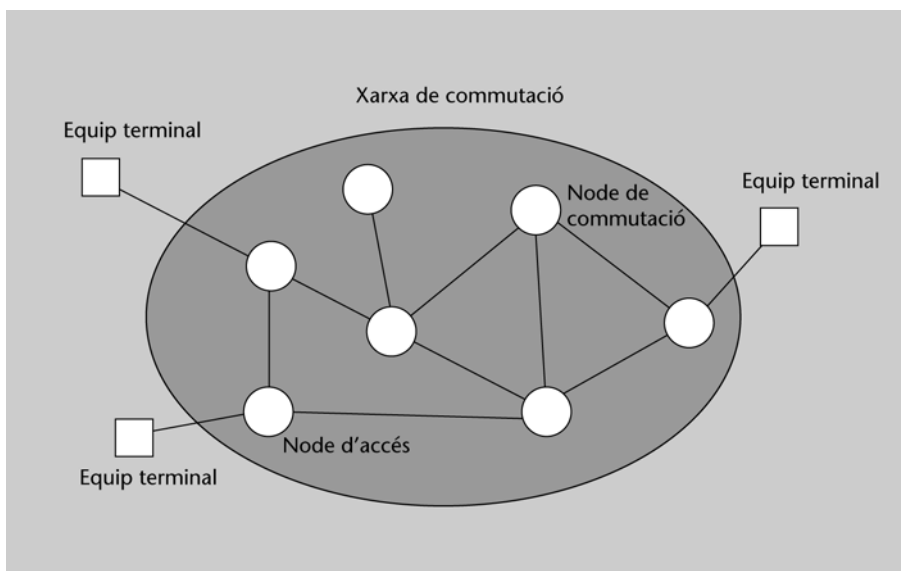 Xarxa de commutació
Equip terminal
Equip terminal
Node de
commutació
Node d'accés
Equip terminal